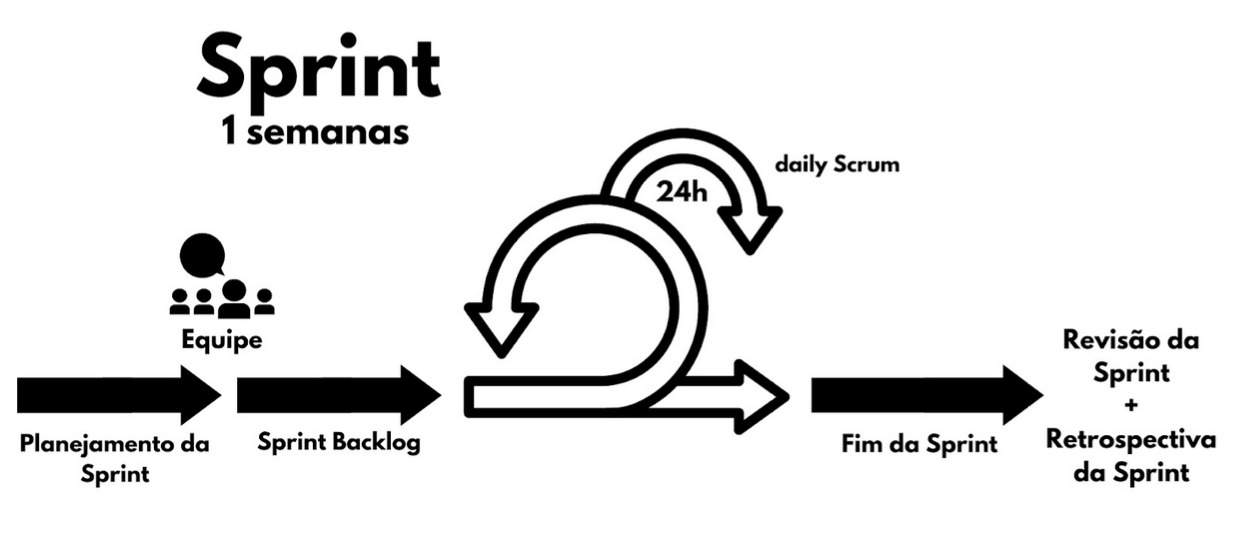 Sprint
1 semanas
daily Scrum
24h
Equipe
Planejamento da
Sprint
Sprint Backlog
Fim da Sprint
Revisão da
Sprint
+
Retrospectiva
da Sprint